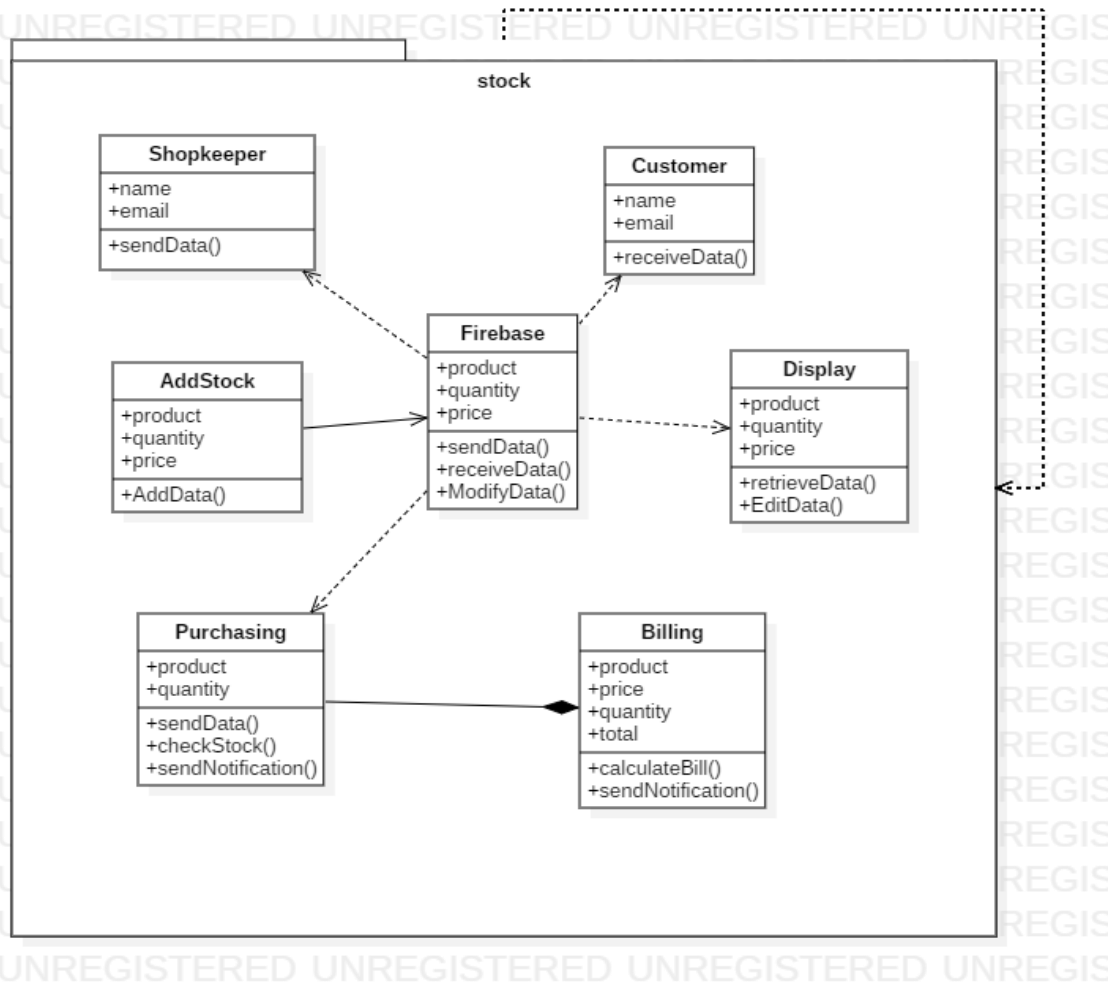 UNREGISTERED UNREGISTERED UNREGISTERED UNREGIS
stock
Shopkeeper
+name
+email
+sendData()
Customer
+name
+email
+receiveData()
Firebase
+product
+quantity
+price
+sendData()
+receiveData()
+ModifyData()
AddStock
+product
+quantity
+price
+AddData()
Display
+product
+quantity
+price
+retrieveData()
+EditData()
Purchasing
+product
+quantity
+sendData()
+checkStock()
+sendNotification()
Billing
+product
+price
+quantity
+total
+calculateBill()
+sendNotification()
UNREGISTERED UNREGISTERED UNREGISTERED UNREGIS